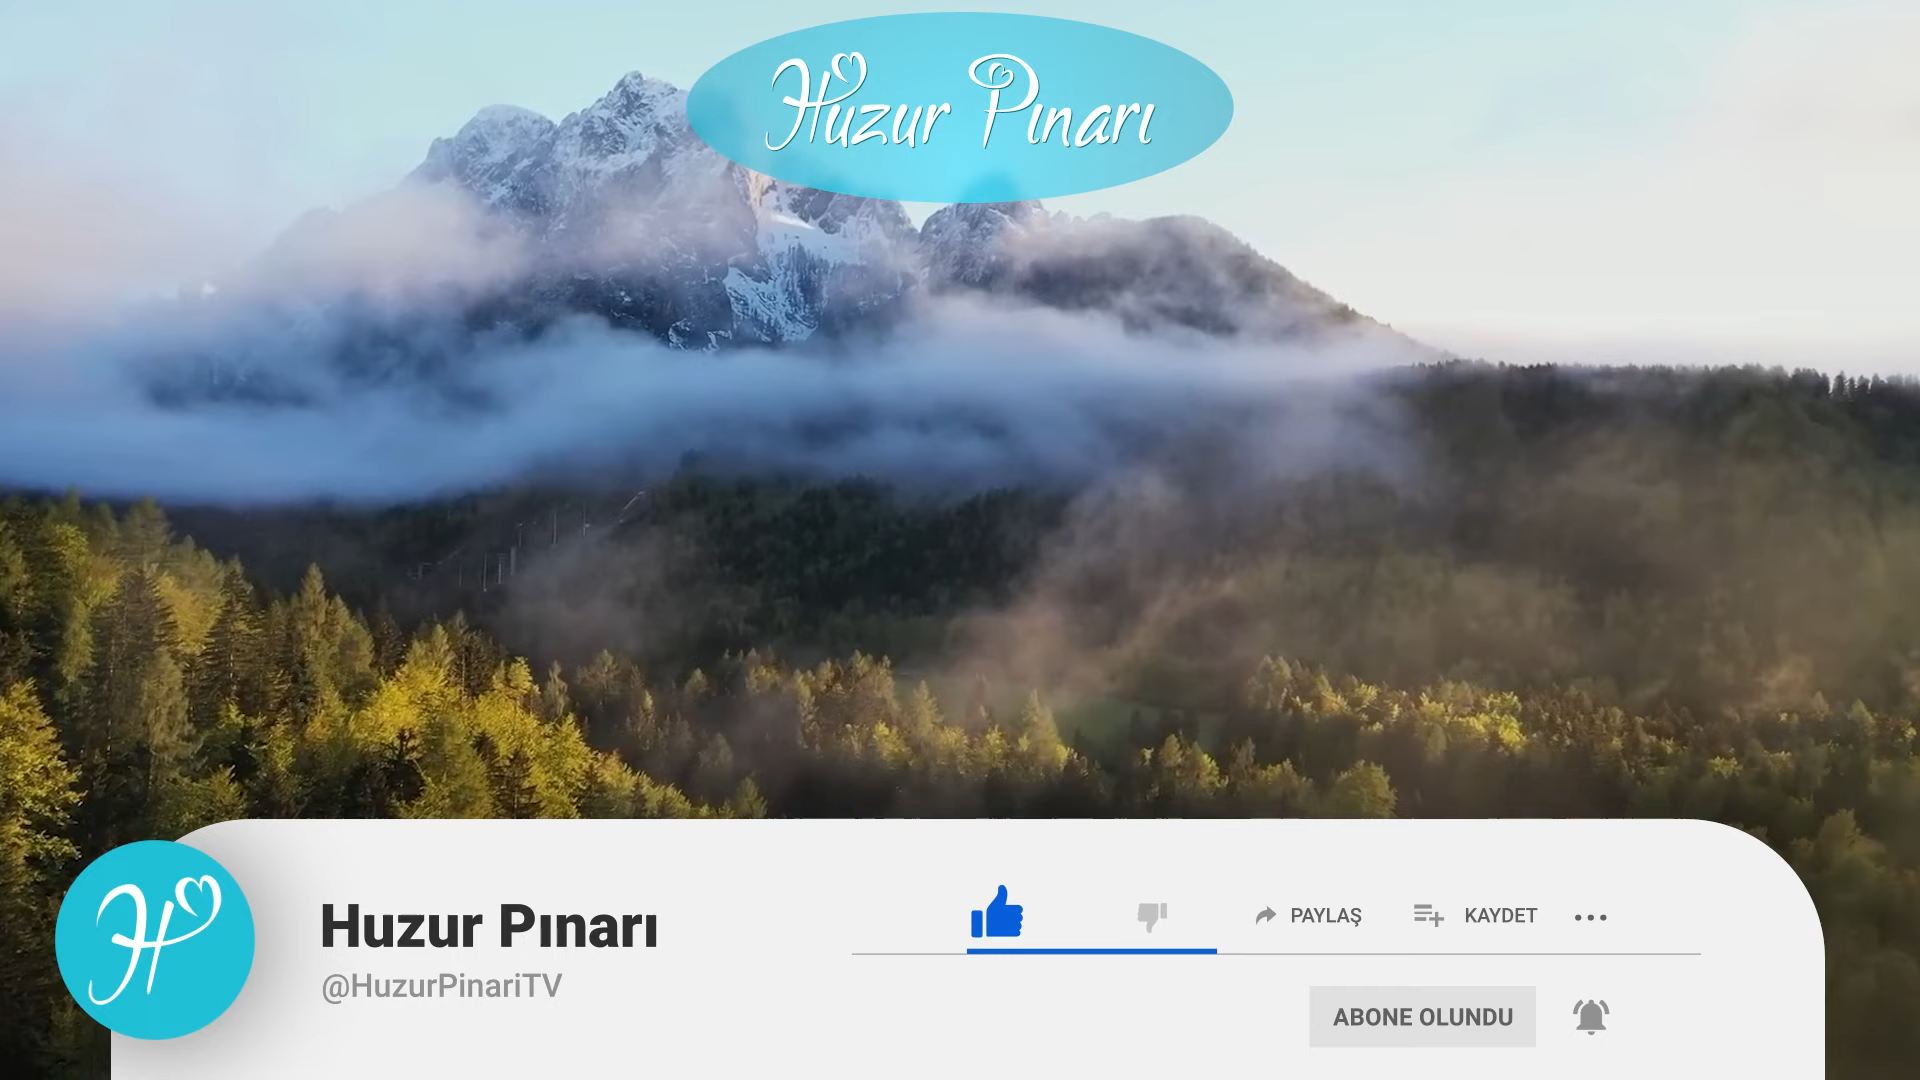 Huzur Pınarı
Huzur Pınarı
@HuzurPinariTV
PAYLAŞ
KAYDET
ABONE OLUNDU